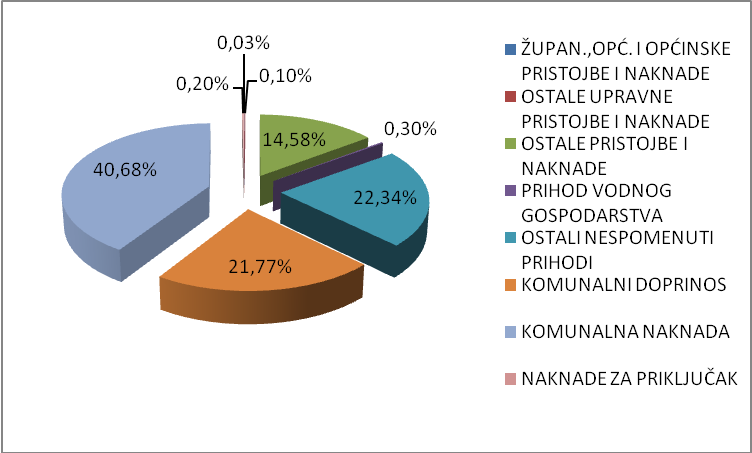 0,03%
0,20%
0,10%
14,58%
0,30%
40,68%
22,34%
21,77%
ŽUPAN.,OPĆ. I OPĆINSKE
PRISTOJBE I NAKNADE
OSTALE UPRAVNE
PRISTOJBE I NAKNADE
OSTALE PRISTOJBE I
NAKNADE
PRIHOD VODNOG
GOSPODARSTVA
OSTALI NESPOMENUTI
PRIHODI
KOMUNALNI DOPRINOS
KOMUNALNA NAKNADA
NAKNADE ZA PRIKLJUČAK